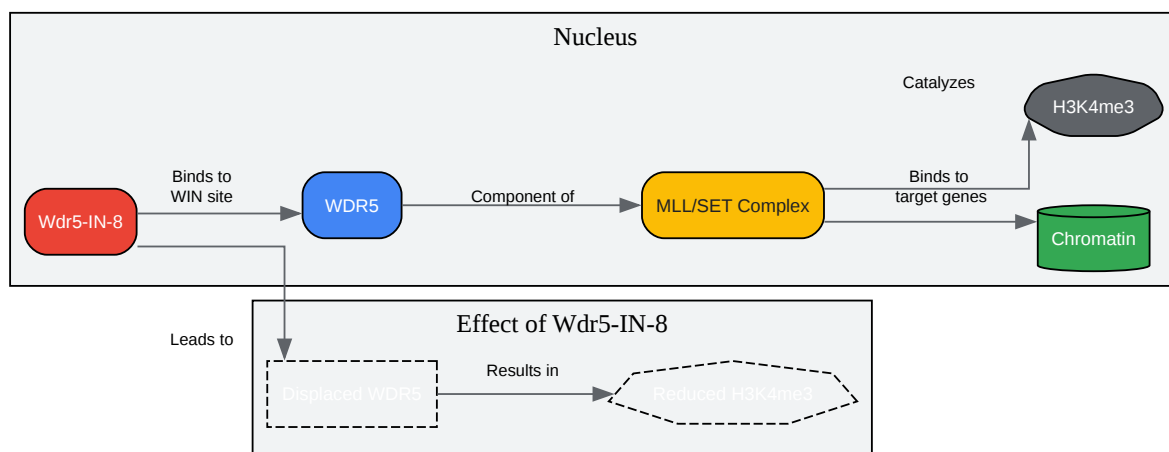 Nucleus
Catalyzes
H3K4me3
Binds to
WIN site
Wdr5-IN-8
WDR5
Component of
MLL/SET Complex
Binds to
target genes
Chromatin
Leads to
Effect of Wdr5-IN-8
Displaced WDR5
Results in
Reduced H3K4me3